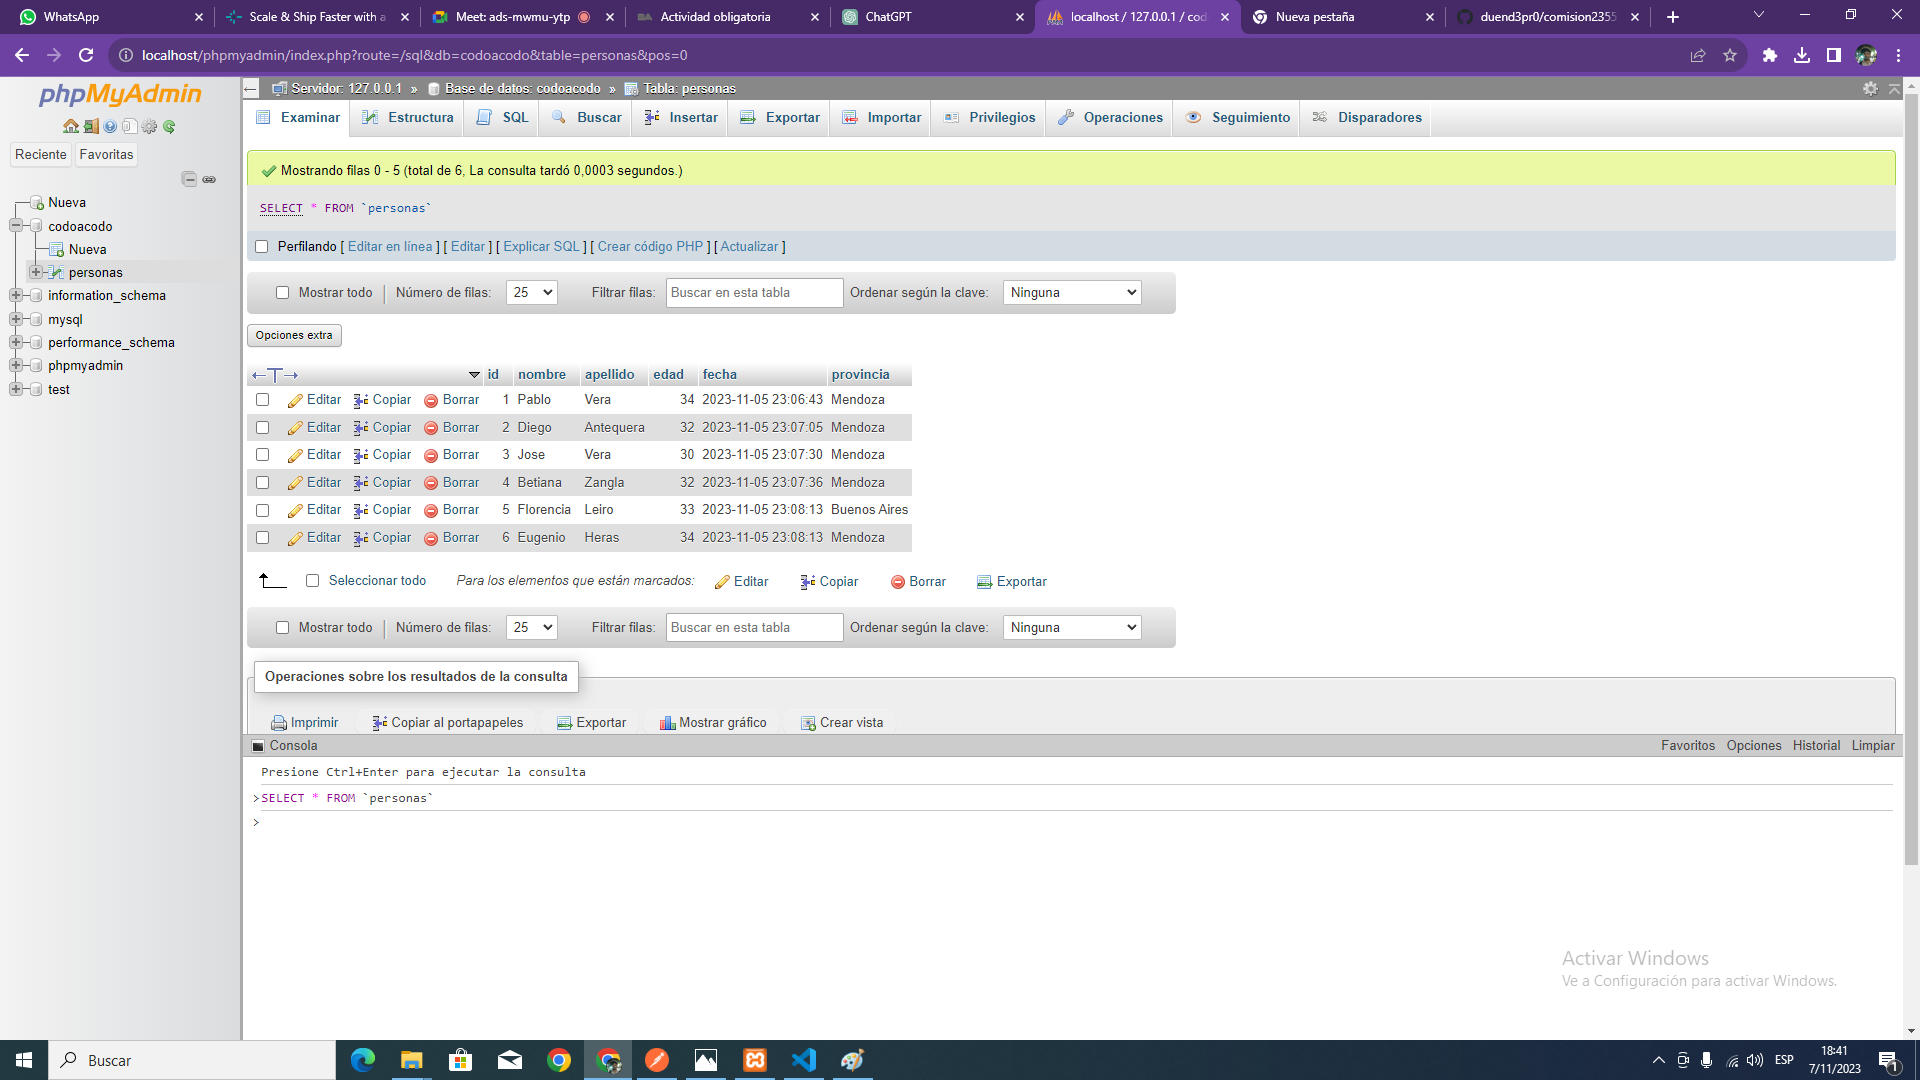 WhatsApp
Scale & Ship Faster with a
Meet: ads-mwmu-ytp
Actividad obligatoria
ChatGPT
localhost / 127.0.0.1 / cod
Nueva pestaña
duend3pr0/comision2355
localhost/phpmyadmin/index.php?route=/sql&db=codoacodo&table=personas&pos=0
phpMyAdmin
Reciente Favoritas
Nueva
codoacodo
Nueva
personas
information_schema
mysql
performance_schema
phpmyadmin
test
Servidor: 127.0.0.1 » Base de datos: codoacodo » Tabla: personas
Examinar Estructura SQL Buscar Insertar Exportar Importar Privilegios Operaciones Seguimiento Disparadores
Mostrando filas 0 - 5 (total de 6, La consulta tardó 0,0003 segundos.)
SELECT * FROM `personas`
Perfilando [ Editar en línea ] [ Editar ] [ Explicar SQL ] [ Crear código PHP ] [ Actualizar ]
Mostrar todo Número de filas: 25 Filtrar filas: Buscar en esta tabla Ordenar según la clave: Ninguna
Opciones extra
id nombre apellido edad fecha provincia
Editar Copiar Borrar 1 Pablo Vera 34 2023-11-05 23:06:43 Mendoza
Editar Copiar Borrar 2 Diego Antequera 32 2023-11-05 23:07:05 Mendoza
Editar Copiar Borrar 3 Jose Vera 30 2023-11-05 23:07:30 Mendoza
Editar Copiar Borrar 4 Betiana Zangla 32 2023-11-05 23:07:36 Mendoza
Editar Copiar Borrar 5 Florencia Leiro 33 2023-11-05 23:08:13 Buenos Aires
Editar Copiar Borrar 6 Eugenio Heras 34 2023-11-05 23:08:13 Mendoza
Seleccionar todo Para los elementos que están marcados: Editar Copiar Borrar Exportar
Mostrar todo Número de filas: 25 Filtrar filas: Buscar en esta tabla Ordenar según la clave: Ninguna
Operaciones sobre los resultados de la consulta
Imprimir Copiar al portapapeles Exportar Mostrar gráfico Crear vista
Consola Favoritos Opciones Historial Limpiar
Presione Ctrl+Enter para ejecutar la consulta
>SELECT * FROM `personas`
>
Activar Windows
Ve a Configuración para activar Windows.
Buscar
ESP
18:41
7/11/2023
1